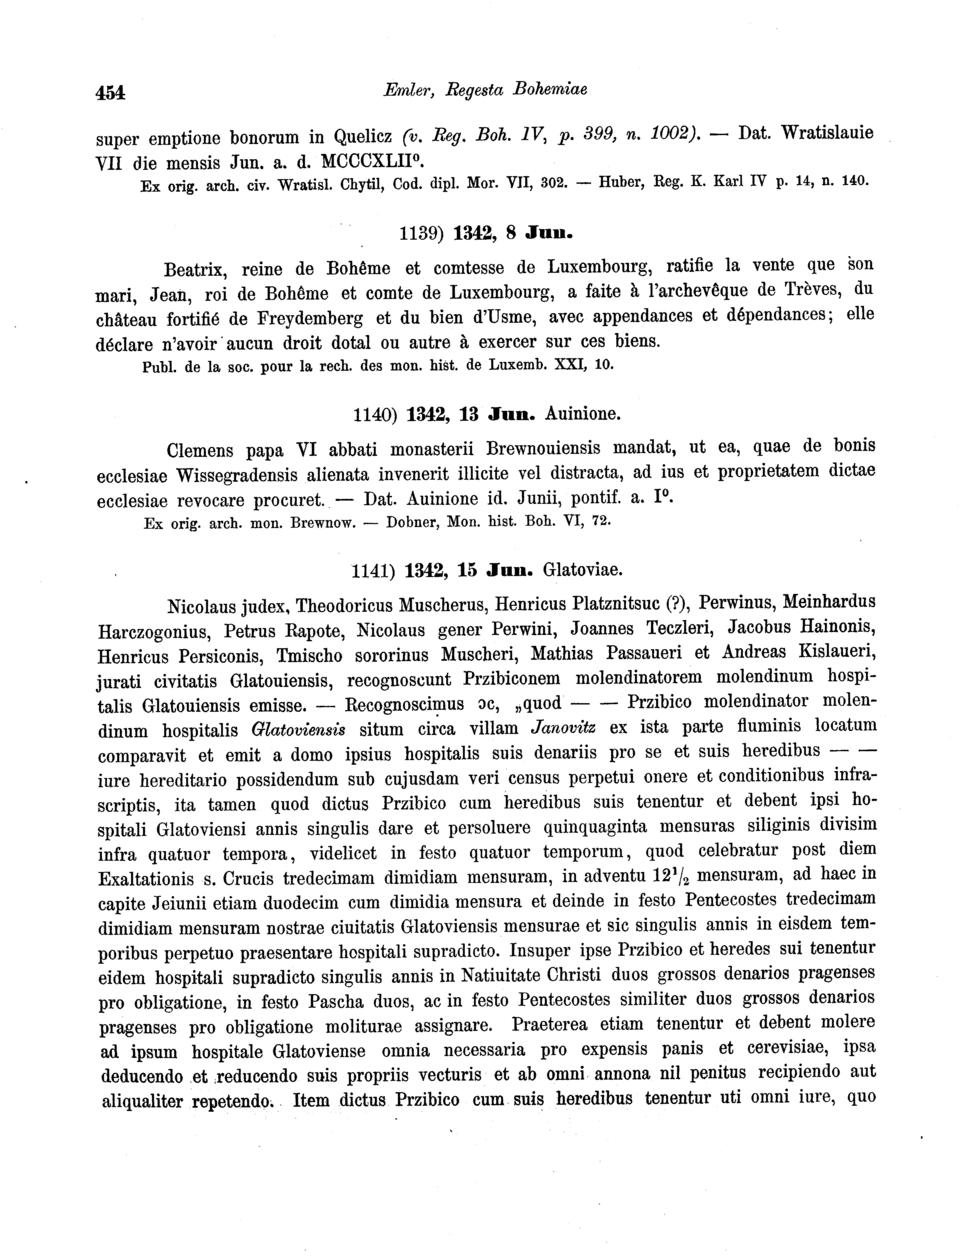 454 Emler, Regesta Bohemiae
super emptione bonorum in Quelicz (v. Reg. Boh. IV, p. 399, n. 1002). — Dat. Wratislauie
VII die mensis Jun. a. d. MCCCXLII⁰.
Ex orig. arch. civ. Wratisl. Chytil, Cod. dipl. Mor. VII, 302. — Huber, Reg. K. Karl IV p. 14, n. 140.
1139) 1342, 8 Jun.
Beatrix, reine de Bohême et comtesse de Luxembourg, ratifie la vente que son
mari, Jean, roi de Bohême et comte de Luxembourg, a faite à l'archevêque de Trèves, du
château fortifié de Freydemberg et du bien d'Usme, avec appendances et dépendances; elle
déclare n'avoir aucun droit dotal ou autre à exercer sur ces biens.
Publ. de la soc. pour la rech. des mon. hist. de Luxemb. XXI, 10.
1140) 1342, 13 Jun. Auinione.
Clemens papa VI abbati monasterii Brewnouiensis mandat, ut ea, quae de bonis
ecclesiae Wissegradensis alienata invenerit illicite vel distracta, ad ius et proprietatem dictae
ecclesiae revocare procuret. — Dat. Auinione id. Junii, pontif. a. I⁰.
Ex orig. arch. mon. Brewnow. — Dobner, Mon. hist. Boh. VI, 72.
1141) 1342, 15 Jun. Glatoviae.
Nicolaus judex, Theodoricus Muscherus, Henricus Platznitsuc (?), Perwinus, Meinhardus
Harczogonius, Petrus Rapote, Nicolaus gener Perwini, Joannes Teczleri, Jacobus Hainonis,
Henricus Persiconis, Tmischo sororinus Muscheri, Mathias Passaueri et Andreas Kislaueri,
jurati civitatis Glatouiensis, recognoscunt Przibiconem molendinatorem molendinum hospi-
talis Glatouiensis emisse. — Recognoscimus ɔc, „quod — — Przibico molendinator molen-
dinum hospitalis Glatoviensis situm circa villam Janovitz ex ista parte fluminis locatum
comparavit et emit a domo ipsius hospitalis suis denariis pro se et suis heredibus — —
iure hereditario possidendum sub cujusdam veri census perpetui onere et conditionibus infra-
scriptis, ita tamen quod dictus Przibico cum heredibus suis tenentur et debent ipsi ho-
spitali Glatoviensi annis singulis dare et persoluere quinquaginta mensuras siliginis divisim
infra quatuor tempora, videlicet in festo quatuor temporum, quod celebratur post diem
Exaltationis s. Crucis tredecimam dimidiam mensuram, in adventu 12½ mensuram, ad haec in
capite Jeiunii etiam duodecim cum dimidia mensura et deinde in festo Pentecostes tredecimam
dimidiam mensuram nostrae ciuitatis Glatoviensis mensurae et sic singulis annis in eisdem tem-
poribus perpetuo praesentare hospitali supradicto. Insuper ipse Przibico et heredes sui tenentur
eidem hospitali supradicto singulis annis in Natiuitate Christi duos grossos denarios pragenses
pro obligatione, in festo Pascha duos, ac in festo Pentecostes similiter duos grossos denarios
pragenses pro obligatione moliturae assignare. Praeterea etiam tenentur et debent molere
ad ipsum hospitale Glatoviense omnia necessaria pro expensis panis et cerevisiae, ipsa
deducendo et reducendo suis propriis vecturis et ab omni annona nil penitus recipiendo aut
aliqualiter repetendo. Item dictus Przibico cum suis heredibus tenentur uti omni iure, quo